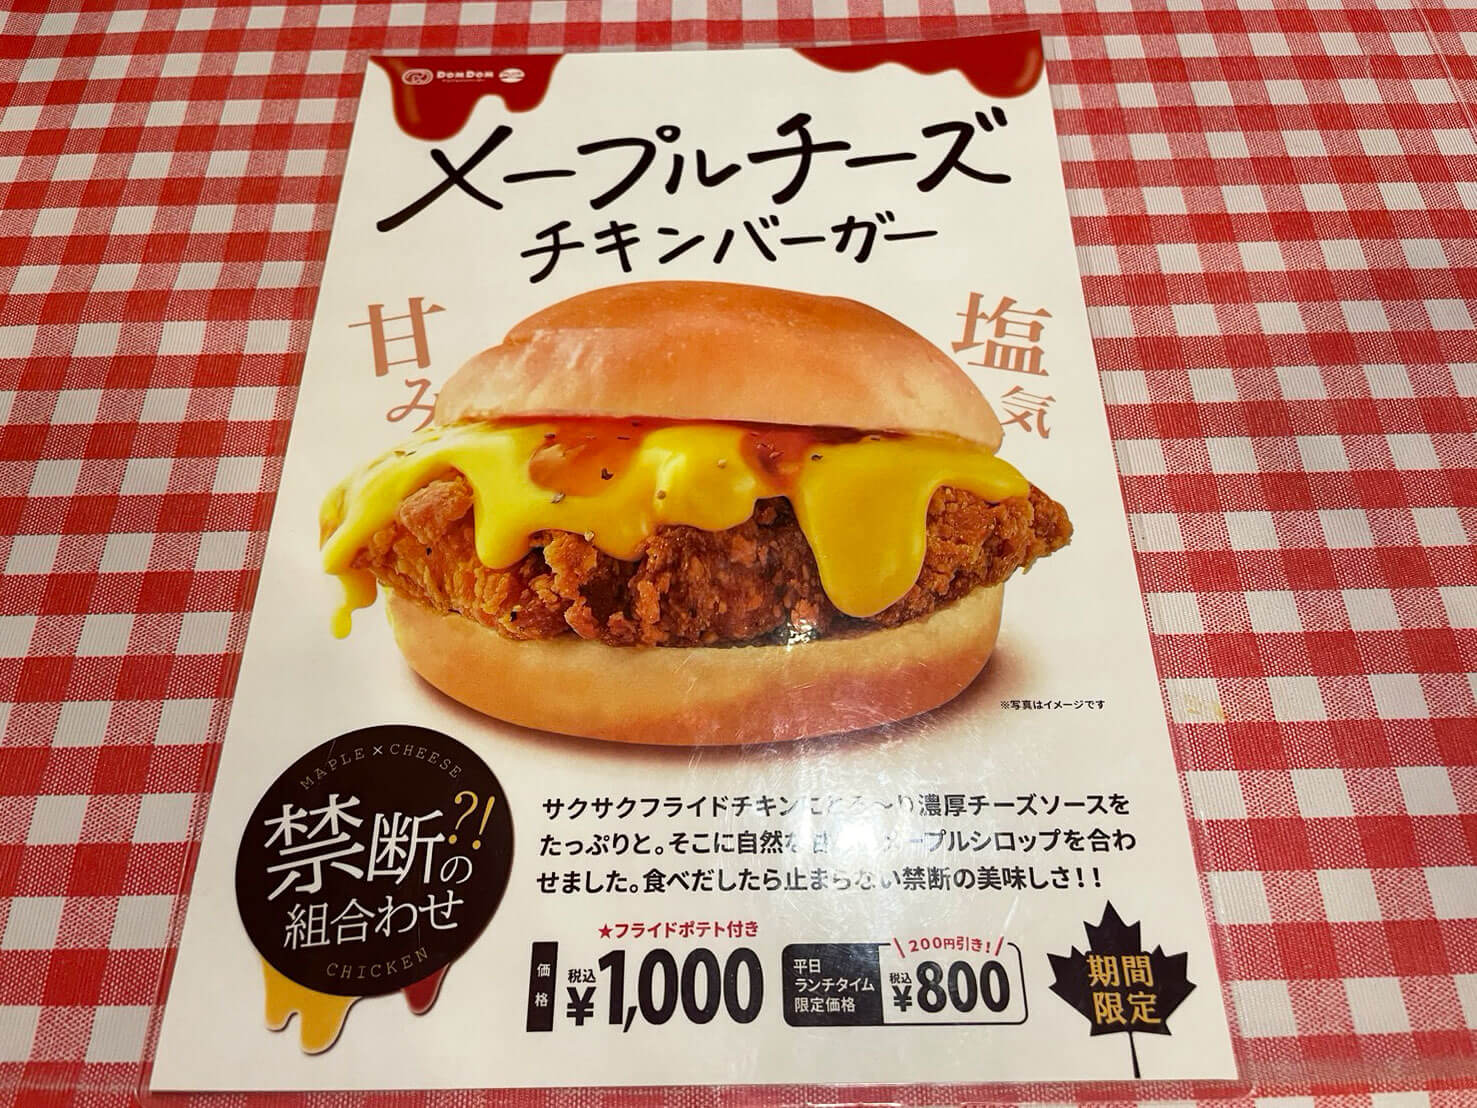 DOMDOM
メープルチーズ
チキンバーガー
甘み
塩気
※写真はイメージです
MAPLE × CHEESE
禁断?!の
組合わせ
CHICKEN
サクサクフライドチキンにとろ〜り濃厚チーズソースを
たっぷりと。そこに自然な メープルシロップを合わ
せました。食べだしたら止まらない禁断の美味しさ!!
★フライドポテト付き
価格 税込 ¥1,000
200円引き!
平日
ランチタイム
限定価格
税込 ¥800
期間
限定